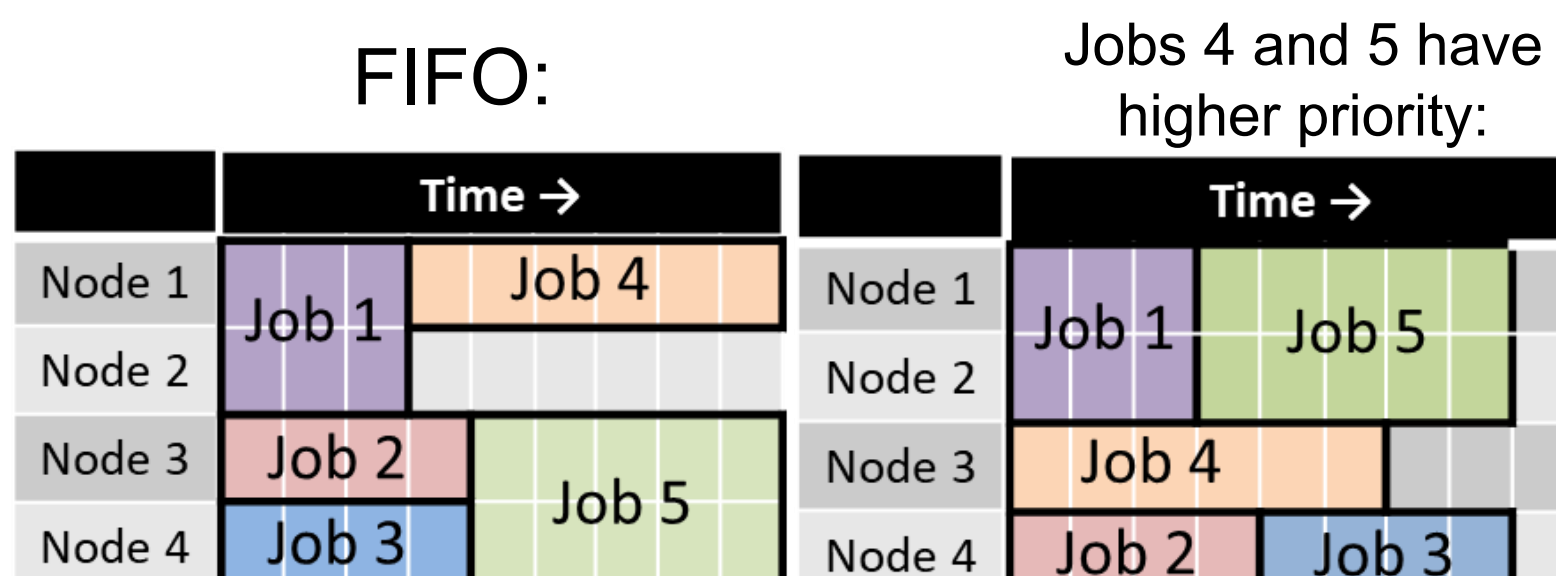 FIFO:
Time →
Node 1
Node 2
Node 3
Node 4
Job 1
Job 4
Job 2
Job 3
Job 5
Jobs 4 and 5 have
higher priority:
Time →
Node 1
Node 2
Node 3
Node 4
Job 1
Job 5
Job 4
Job 2
Job 3